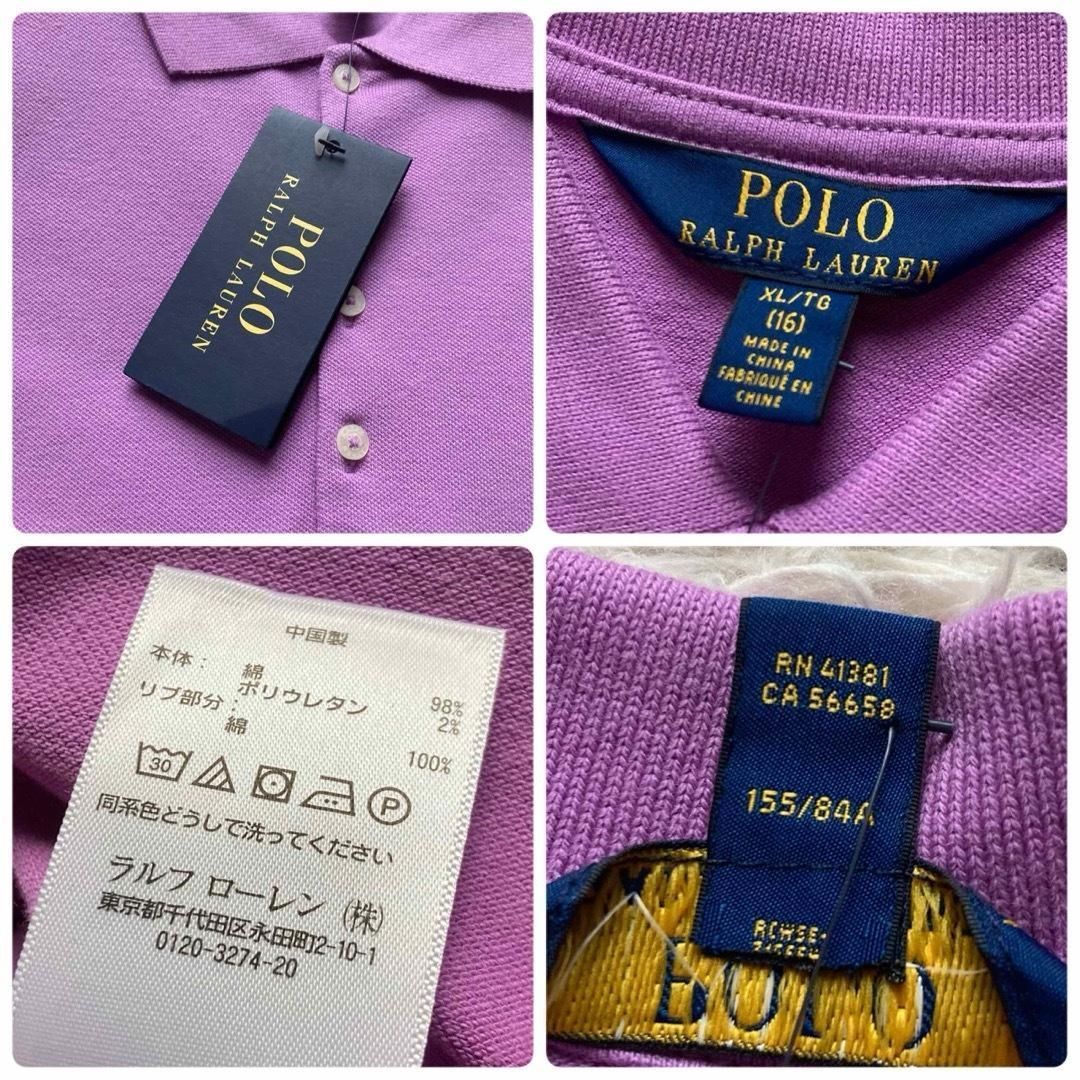 POLO
RALPH LAUREN
POLO
RALPH LAUREN
XL/TG
(16)
MADE IN
CHINA
FABRIQUÉ EN
CHINE
中国製
本体: 綿 98%
ポリウレタン 2%
リブ部分: 綿 100%
30 P
同系色どうしで洗ってください
ラルフ ローレン (株)
東京都千代田区永田町2-10-1
0120-3274-20
RN 41381
CA 56658
155/84A
POLO